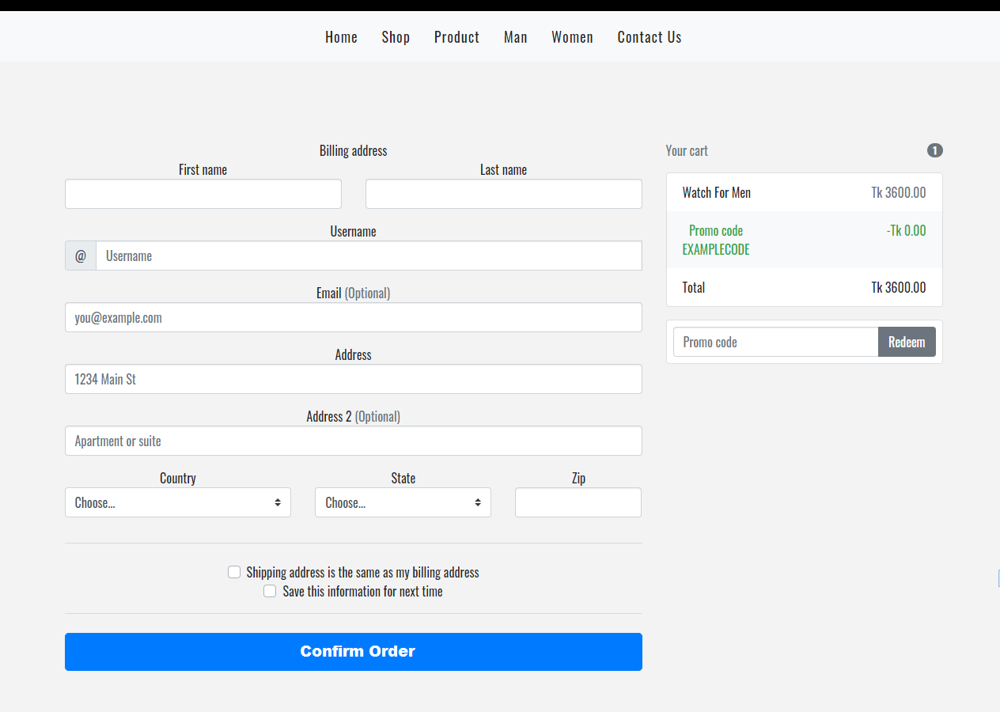 Home Shop Product Man Women Contact Us
Billing address
First name Last name
Username
@ Username
Email (Optional)
you@example.com
Address
1234 Main St
Address 2 (Optional)
Apartment or suite
Country State Zip
Choose... Choose...
Shipping address is the same as my billing address
Save this information for next time
Confirm Order
Your cart 1
Watch For Men Tk 3600.00
Promo code -Tk 0.00
EXAMPLECODE
Total Tk 3600.00
Promo code Redeem